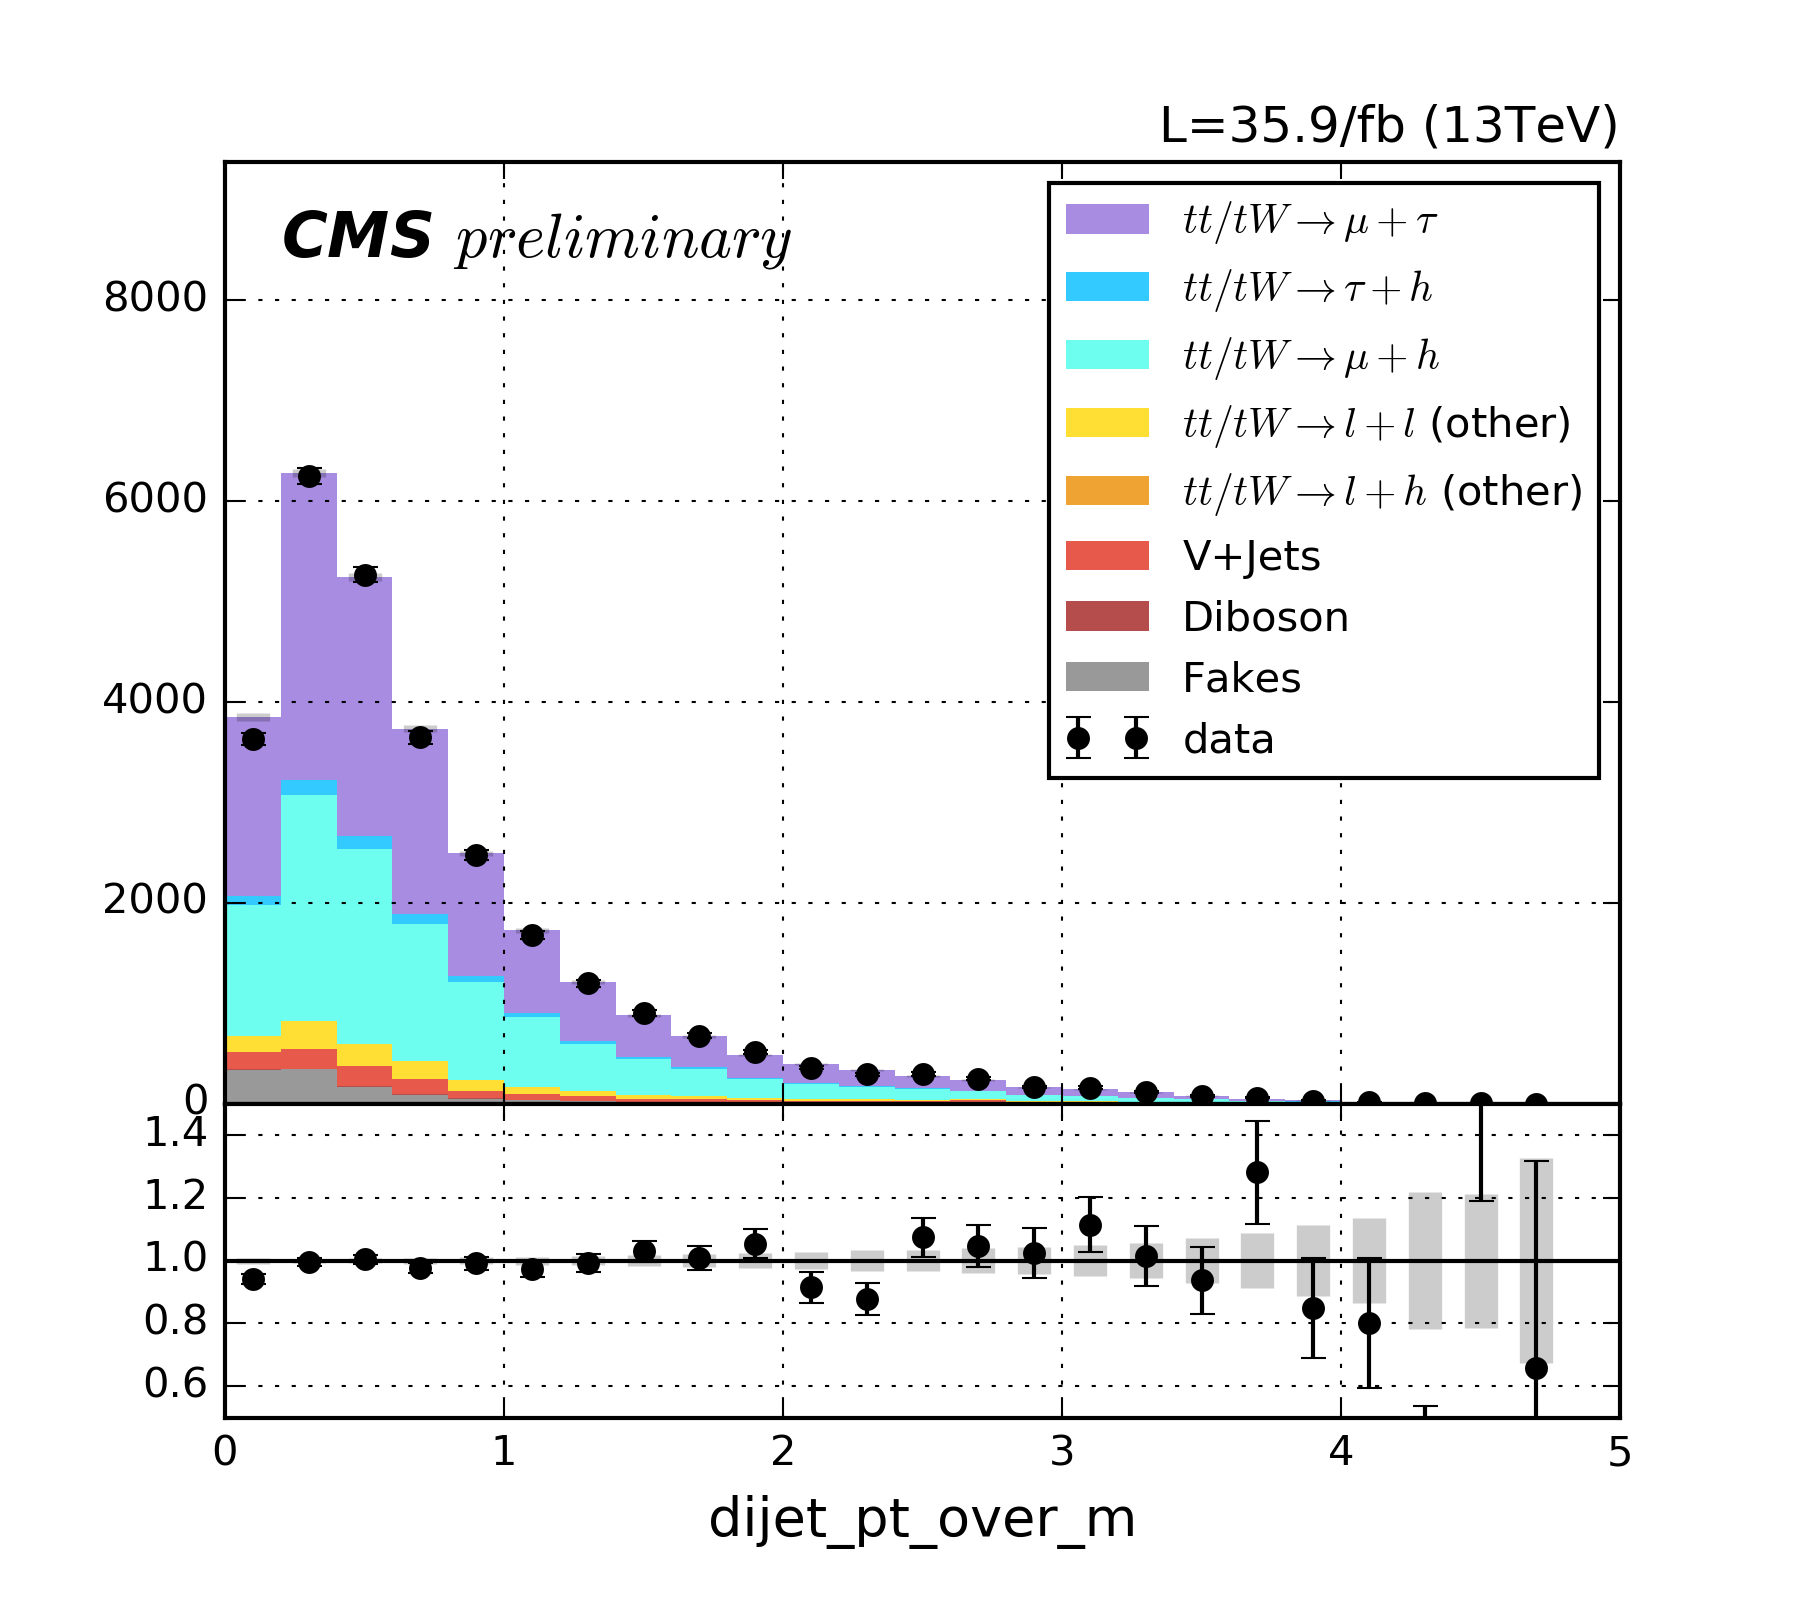 L=35.9/fb (13TeV)
CMS preliminary
tt/tW→μ+τ
tt/tW→τ+h
tt/tW→μ+h
tt/tW→l+l (other)
tt/tW→l+h (other)
V+Jets
Diboson
Fakes
data
8000
6000
4000
2000
0
1.4
1.2
1.0
0.8
0.6
0 1 2 3 4 5
dijet_pt_over_m